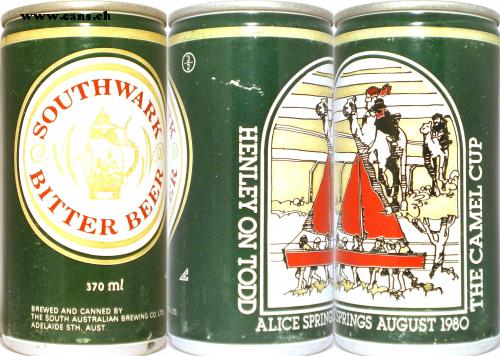 www.cans.ch
SOUTHWARK
BITTER BEER
370 ml
BREWED AND CANNED BY
THE SOUTH AUSTRALIAN BREWING CO. LTD.
ADELAIDE STH, AUST.
HENLEY ON TODD
THE CAMEL CUP
ALICE SPRINGS AUGUST 1980